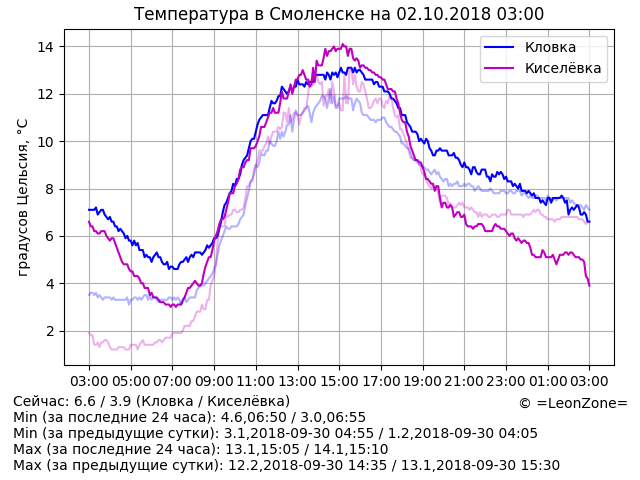 Температура в Смоленске на 02.10.2018 03:00
Кловка
Киселёвка
градусов Цельсия, °C
14
12
10
8
6
4
2
03:00 05:00 07:00 09:00 11:00 13:00 15:00 17:00 19:00 21:00 23:00 01:00 03:00
Сейчас: 6.6 / 3.9 (Кловка / Киселёвка)
© =LeonZone=
Min (за последние 24 часа): 4.6,06:50 / 3.0,06:55
Min (за предыдущие сутки): 3.1,2018-09-30 04:55 / 1.2,2018-09-30 04:05
Max (за последние 24 часа): 13.1,15:05 / 14.1,15:10
Max (за предыдущие сутки): 12.2,2018-09-30 14:35 / 13.1,2018-09-30 15:30